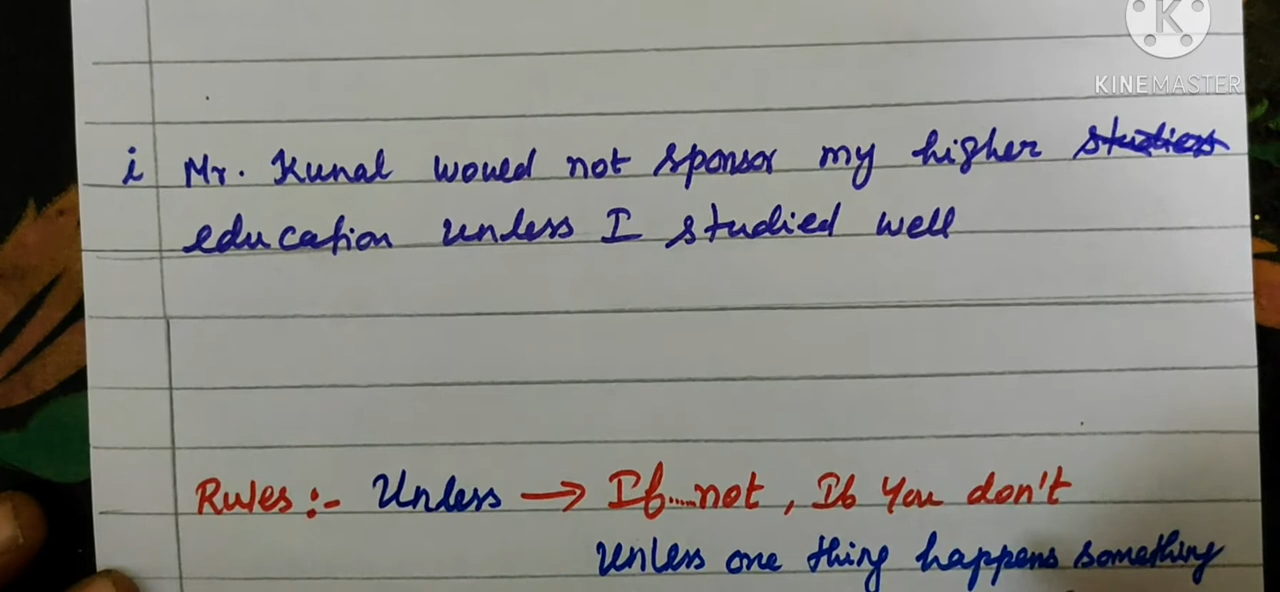 K
KINEMASTER
i Mr. Kunal would not sponsor my higher studies
education unless I studied well
Rules:- Unless → If.....not, If You don't
unless one thing happens something